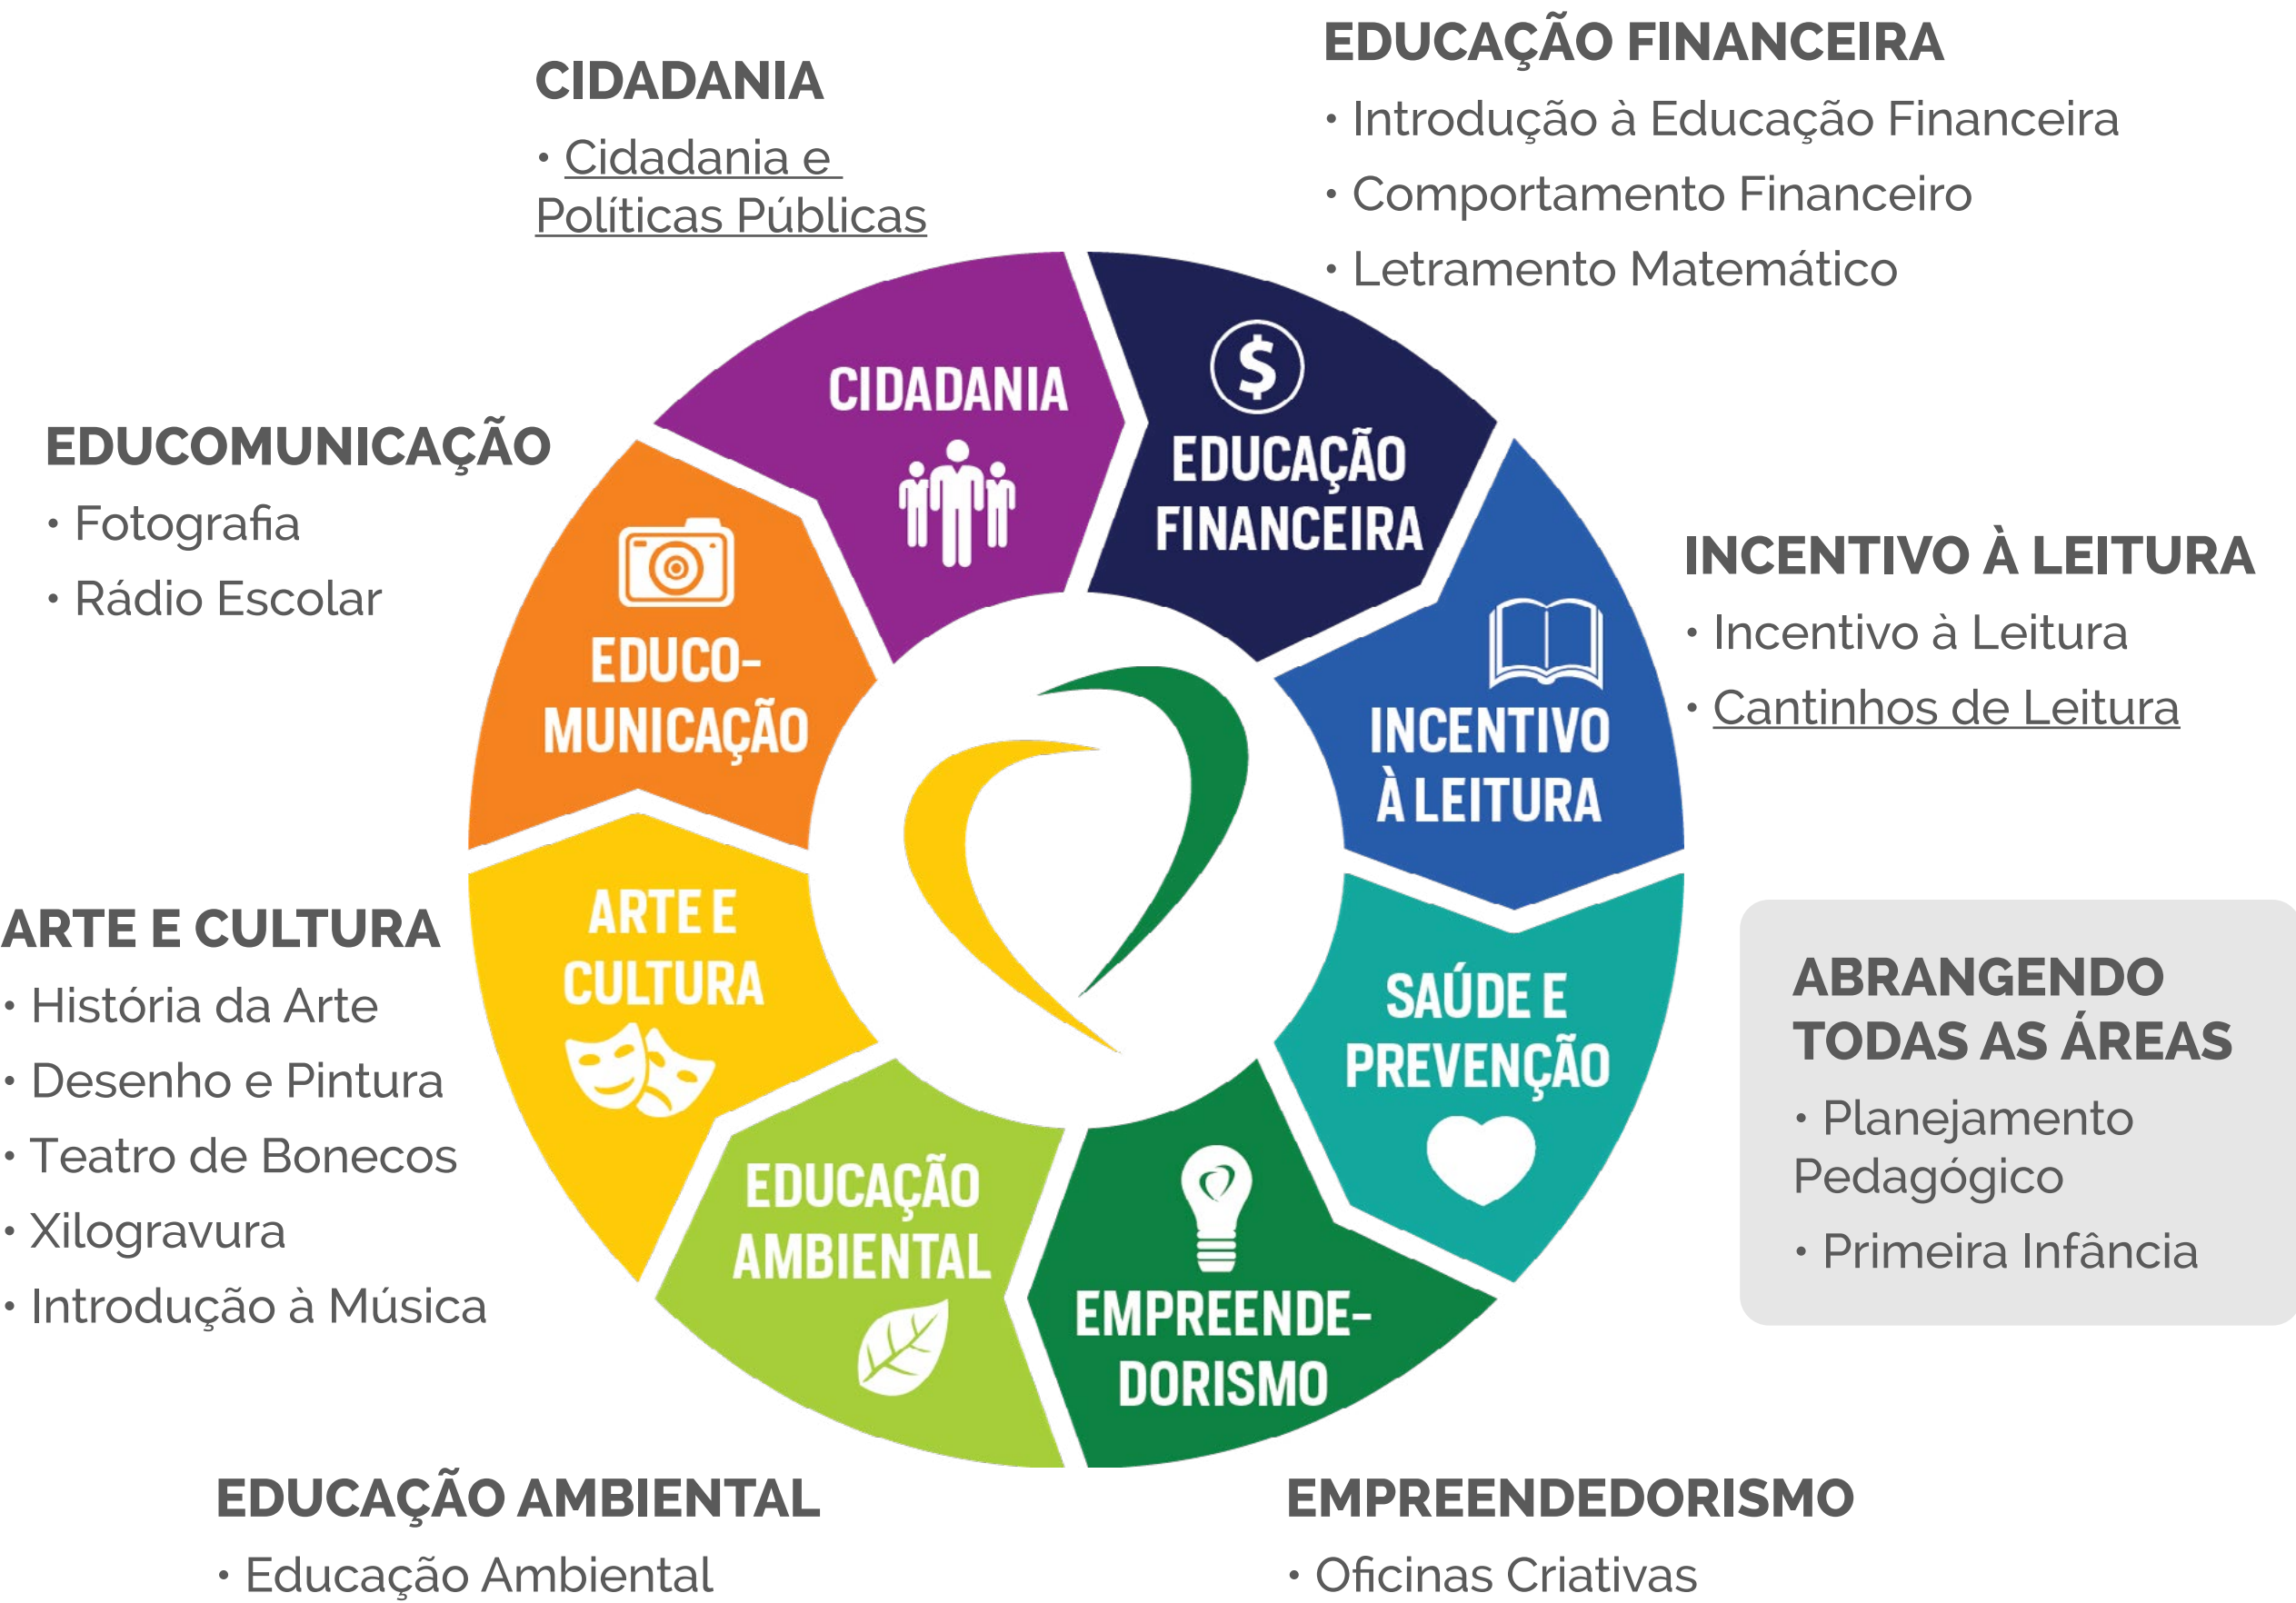 CIDADANIA
• Cidadania e
Políticas Públicas
EDUCAÇÃO FINANCEIRA
• Introdução à Educação Financeira
• Comportamento Financeiro
• Letramento Matemático
EDUCOMUNICAÇÃO
• Fotografia
• Rádio Escolar
INCENTIVO À LEITURA
• Incentivo à Leitura
• Cantinhos de Leitura
ARTE E CULTURA
• História da Arte
• Desenho e Pintura
• Teatro de Bonecos
• Xilogravura
• Introdução à Música
ABRANGENDO
TODAS AS ÁREAS
• Planejamento
Pedagógico
• Primeira Infância
EDUCAÇÃO AMBIENTAL
• Educação Ambiental
EMPREENDEDORISMO
• Oficinas Criativas
CIDADANIA
$
EDUCAÇÃO
FINANCEIRA
INCENTIVO
À LEITURA
SAÚDE E
PREVENÇÃO
EMPREENDE-
DORISMO
EDUCAÇÃO
AMBIENTAL
ARTE E
CULTURA
EDUCO-
MUNICAÇÃO